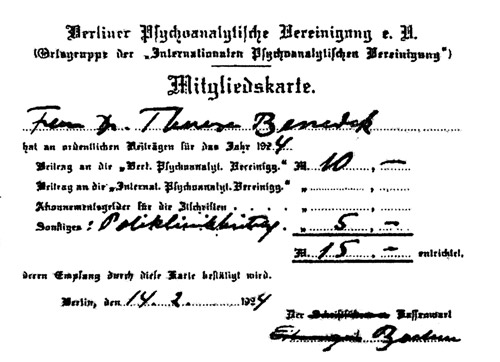 Berliner Psychoanalytische Vereinigung e. V.
(Ortsgruppe der „Internationalen Psychoanalytischen Vereinigung“)
Mitgliedskarte.
Frau Dr. Therese Benedek
hat an ordentlichen Beiträgen für das Jahr 1924
Beitrag an die „Berl. Psychoanalyt. Vereinigg.“ M. 10,—
Beitrag an die „Internat. Psychoanalyt. Vereinigg.“ „ ,
Abonnementsgelder für die Ztschriften . . . . . „ ,
Sonstiges: Poliklinikbeitrag „ 5,—
M. 15.— entrichtet,
deren Empfang durch diese Karte bestätigt wird.
Berlin, den 14. 2. 1924
Der Kassenwart